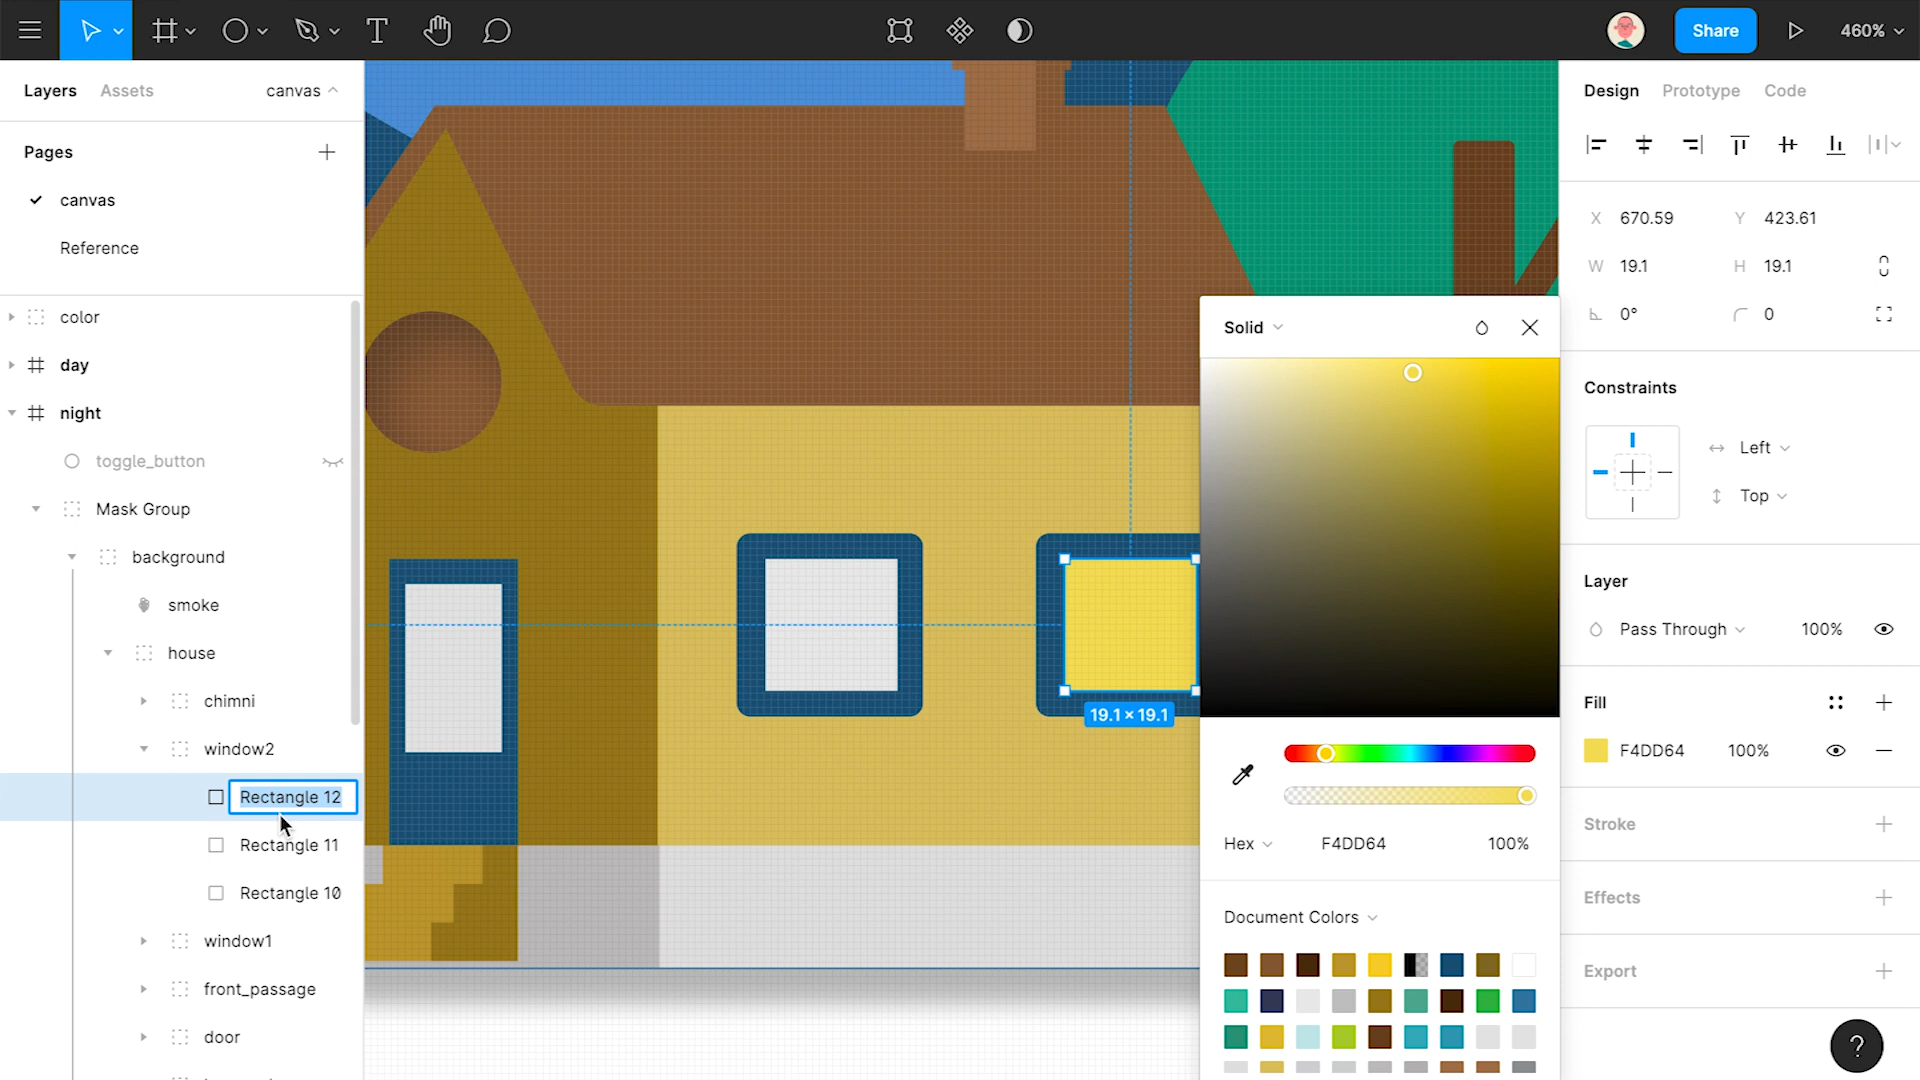 Share
460%
Layers
Assets
canvas
Pages
canvas
Reference
color
day
night
toggle_button
Mask Group
background
smoke
house
chimni
window2
Rectangle 12
Rectangle 11
Rectangle 10
window1
front_passage
door
19.1 × 19.1
Solid
Hex
F4DD64
100%
Document Colors
Design
Prototype
Code
X 670.59
Y 423.61
W 19.1
H 19.1
0°
0
Constraints
Left
Top
Layer
Pass Through
100%
Fill
F4DD64
100%
Stroke
Effects
Export
?